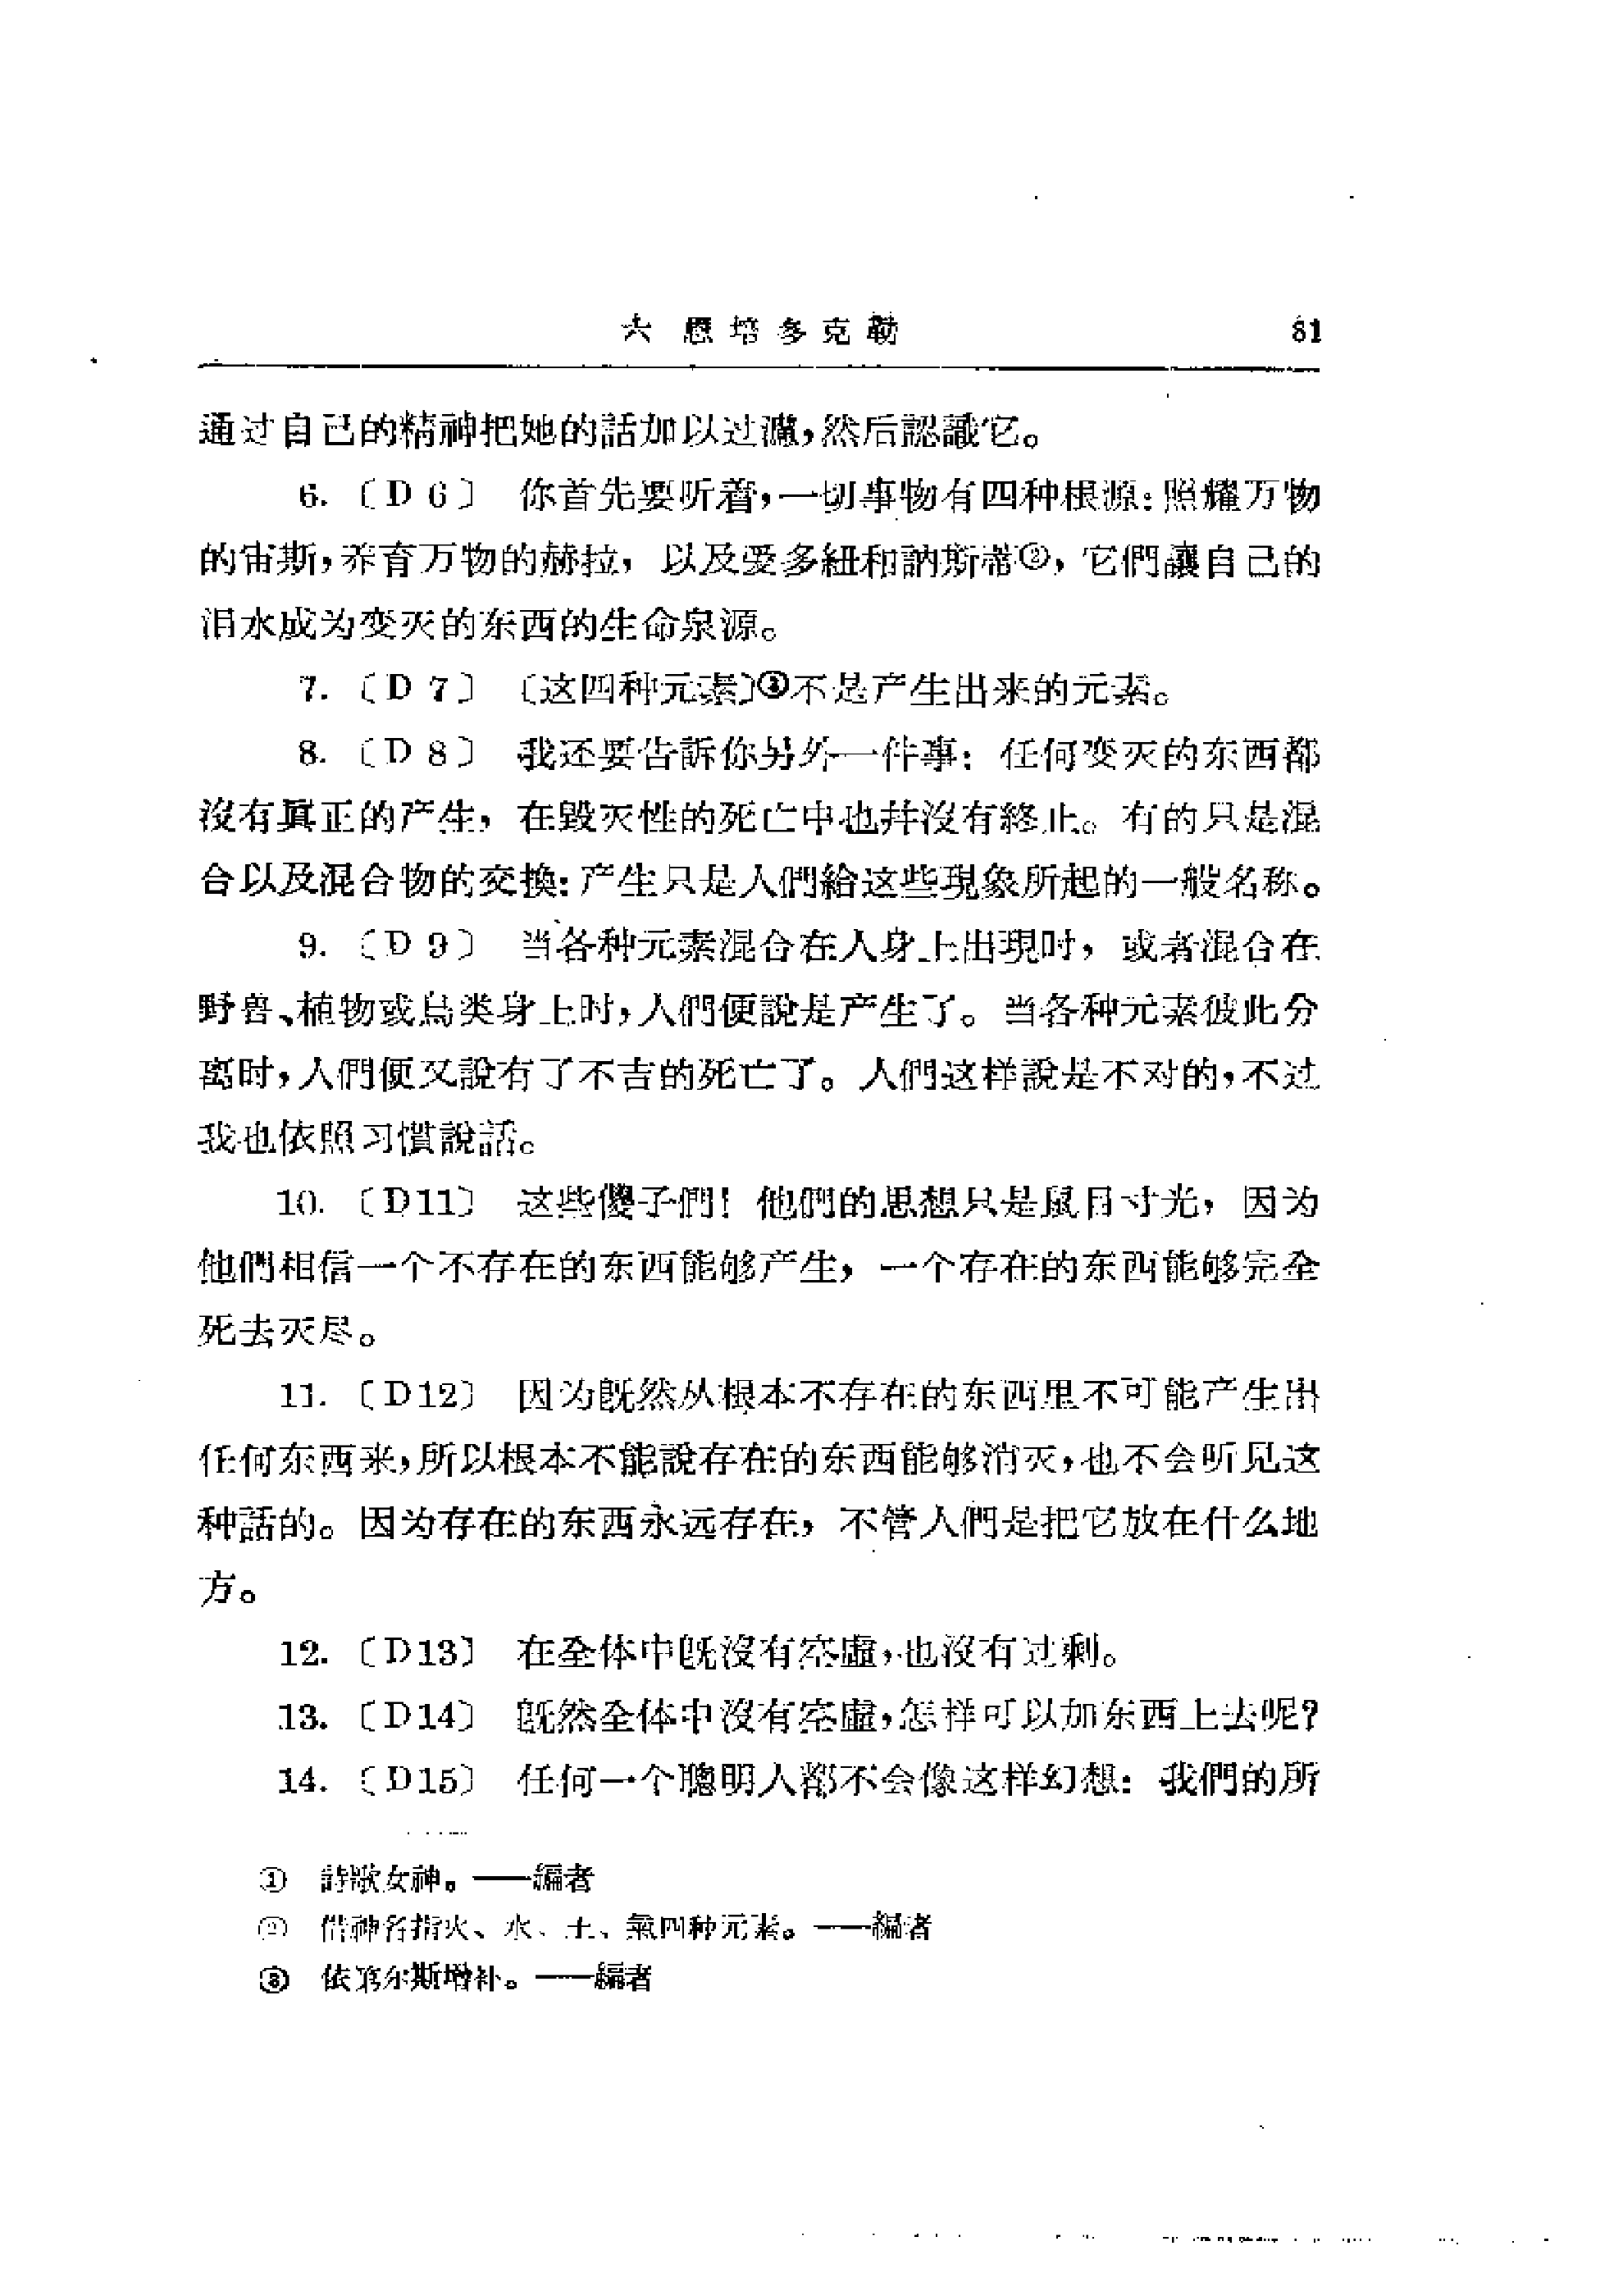 六 恩培多克勒 81
通过自己的精神把她的話加以过濾，然后認識它。
6.〔D 6〕 你首先要听着，一切事物有四种根源：照耀万物
的宙斯，养育万物的赫拉，以及爱多紐和訥斯蒂②，它們讓自己的
泪水成为变灭的东西的生命泉源。
7.〔D 7〕〔这四种元素〕③不是产生出来的元素。
8.〔D 8〕 我还要告訴你另外一件事：任何变灭的东西都
沒有眞正的产生，在毀灭性的死亡中也幷沒有終止。有的只是混
合以及混合物的交換：产生只是人們給这些現象所起的一般名称。
9.〔D 9〕 当各种元素混合在人身上出現时，或者混合在
野兽、植物或鳥类身上时，人們便說是产生了。当各种元素彼此分
离时，人們便又說有了不吉的死亡了。人們这样說是不对的，不过
我也依照习慣說話。
10.〔D11〕 这些傻子們！他們的思想只是鼠目寸光，因为
他們相信一个不存在的东西能够产生，一个存在的东西能够完全
死去灭尽。
11.〔D12〕 因为旣然从根本不存在的东西里不可能产生出
任何东西来，所以根本不能說存在的东西能够消灭，也不会听见这
种話的。因为存在的东西永远存在，不管人們是把它放在什么地
方。
12.〔D13〕 在全体中旣沒有空虛，也沒有过剩。
13.〔D14〕 旣然全体中沒有空虛，怎样可以加东西上去呢？
14.〔D15〕 任何一个聰明人都不会像这样幻想：我們的所
① 詩歌女神。——編者
② 借神名指火、水、土、氣四种元素。——編者
③ 依第尔斯增补。——編者